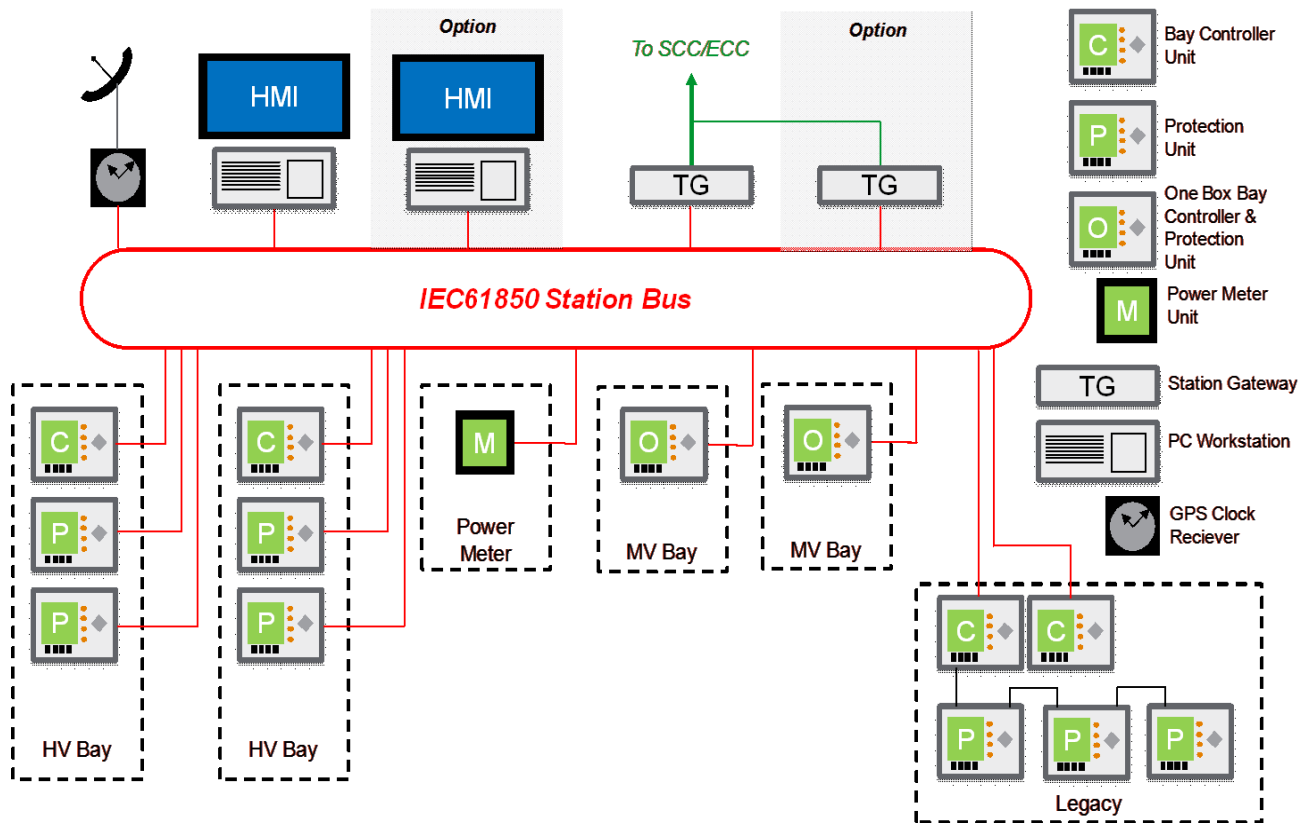 Option
Option
To SCC/ECC
HMI
HMI
TG
TG
IEC61850 Station Bus
C
P
P
HV Bay
C
P
P
HV Bay
M
Power
Meter
O
MV Bay
O
MV Bay
C
C
P
P
P
Legacy
C
Bay Controller
Unit
P
Protection
Unit
O
One Box Bay
Controller &
Protection
Unit
M
Power Meter
Unit
TG
Station Gateway
PC Workstation
GPS Clock
Reciever